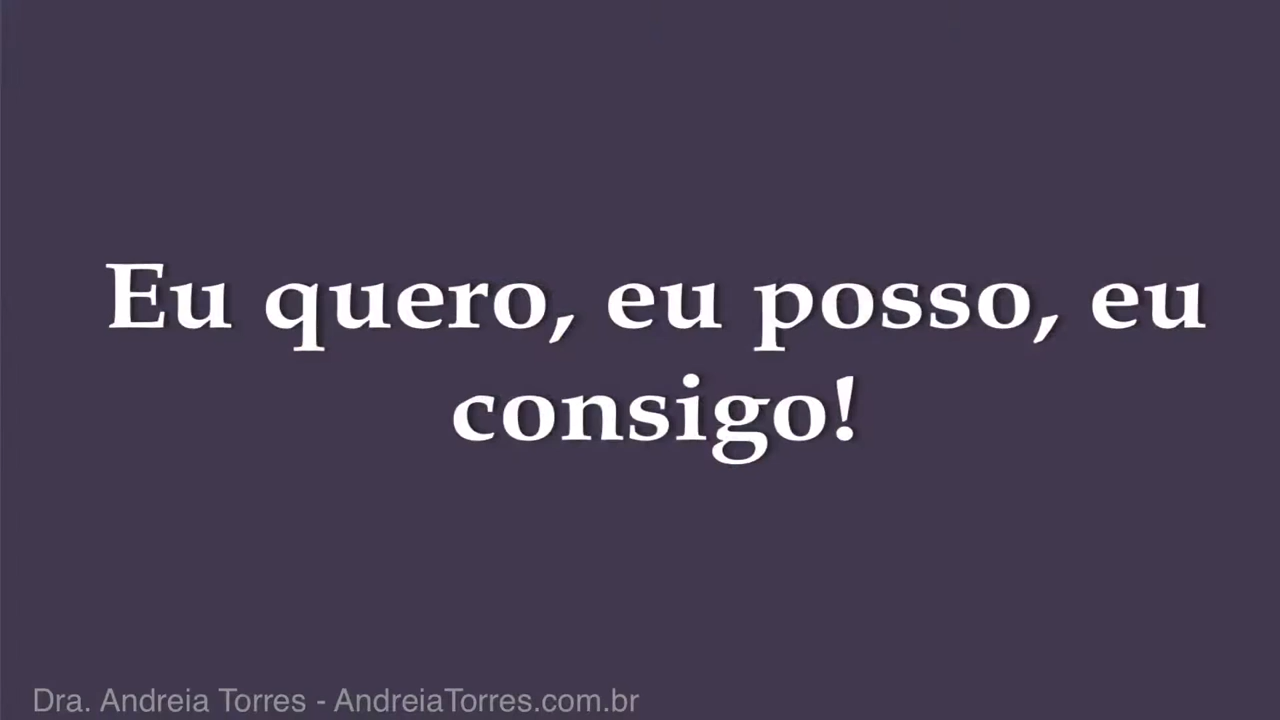 Eu quero, eu posso, eu
consigo!
Dra. Andreia Torres - AndreiaTorres.com.br